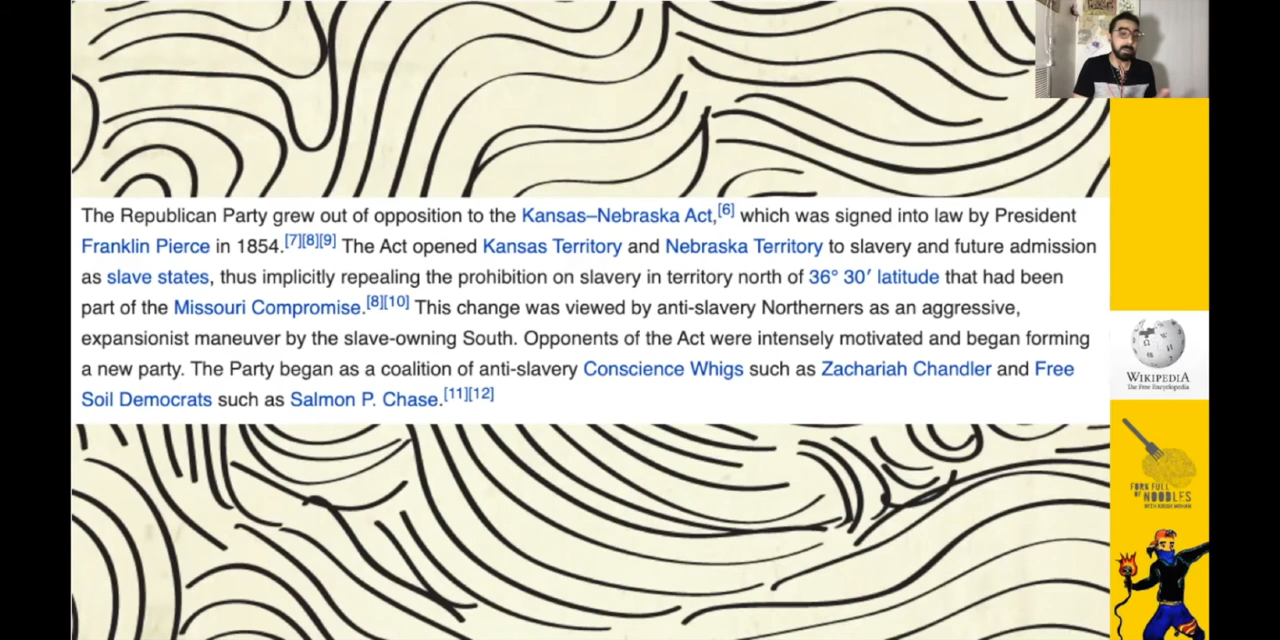 The Republican Party grew out of opposition to the Kansas–Nebraska Act,[6] which was signed into law by President
Franklin Pierce in 1854.[7][8][9] The Act opened Kansas Territory and Nebraska Territory to slavery and future admission
as slave states, thus implicitly repealing the prohibition on slavery in territory north of 36° 30′ latitude that had been
part of the Missouri Compromise.[8][10] This change was viewed by anti-slavery Northerners as an aggressive,
expansionist maneuver by the slave-owning South. Opponents of the Act were intensely motivated and began forming
a new party. The Party began as a coalition of anti-slavery Conscience Whigs such as Zachariah Chandler and Free
Soil Democrats such as Salmon P. Chase.[11][12]
WIKIPEDIA
The Free Encyclopedia
FORK FULL
OF NOODLES